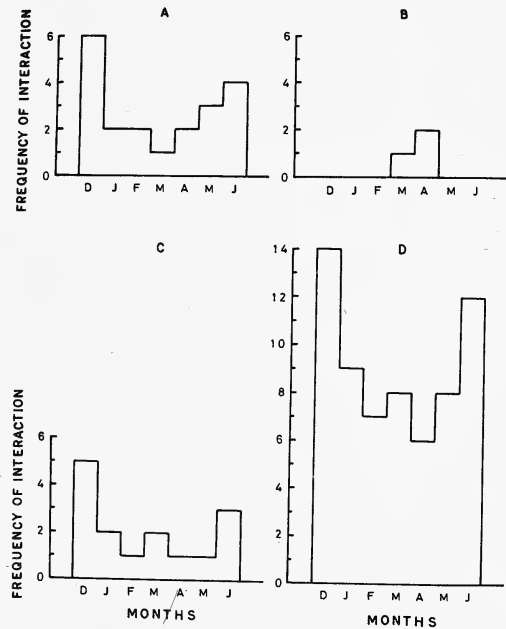 A
FREQUENCY OF INTERACTION
6
4
2
0
D J F M A M J
B
6
4
2
0
D J F M A M J
C
FREQUENCY OF INTERACTION
6
4
2
0
D J F M A M J
MONTHS
D
14
12
10
8
6
4
2
0
D J F M A M J
MONTHS